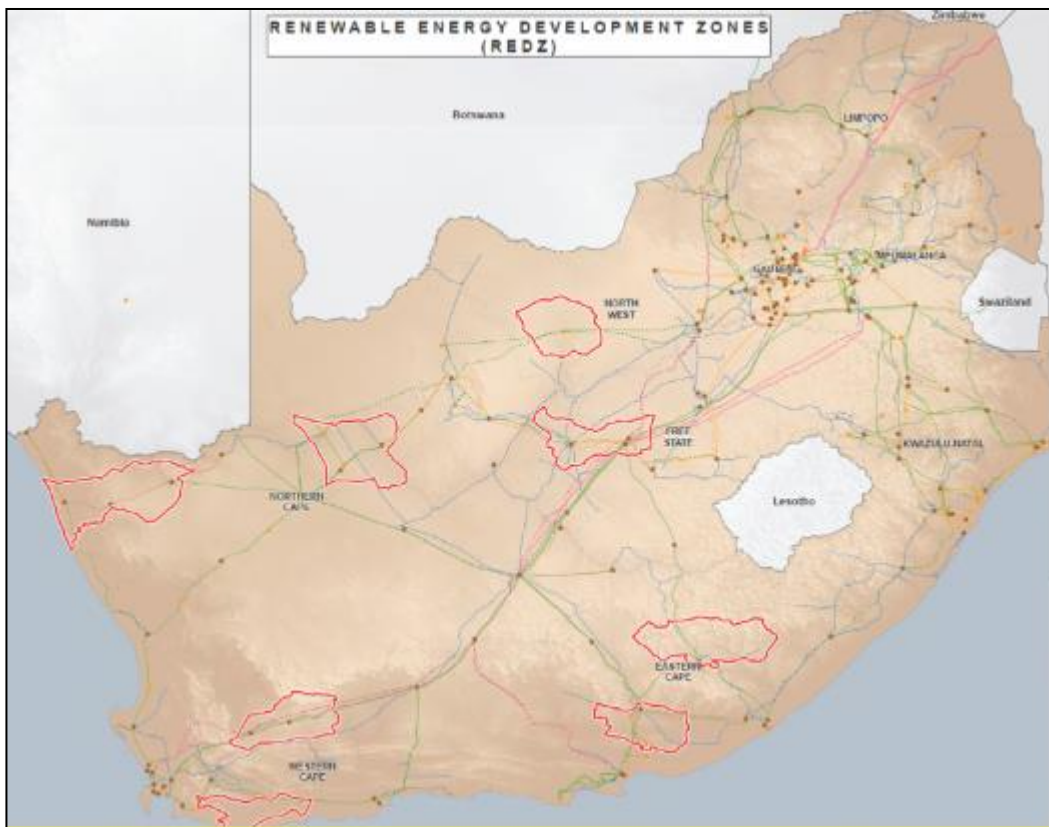 RENEWABLE ENERGY DEVELOPMENT ZONES
(REDZ)
Zimbabwe
Botswana
LIMPOPO
Namibia
GAUTENG
MPUMALANGA
Swaziland
NORTH
WEST
FREE
STATE
KWAZULU-NATAL
NORTHERN
CAPE
Lesotho
EASTERN
CAPE
WESTERN
CAPE